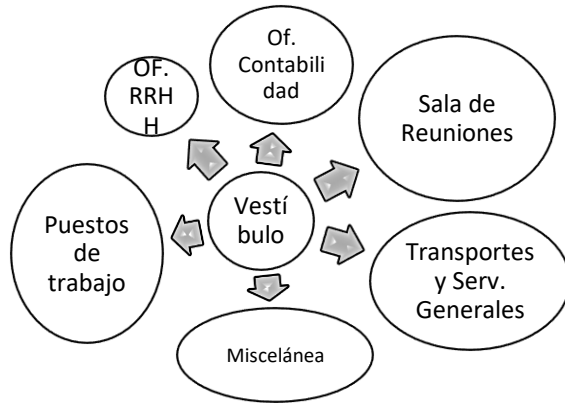 Of.
Contabili
dad
OF.
RRH
H
Sala de
Reuniones
Vestí
bulo
Puestos
de
trabajo
Transportes
y Serv.
Generales
Miscelánea